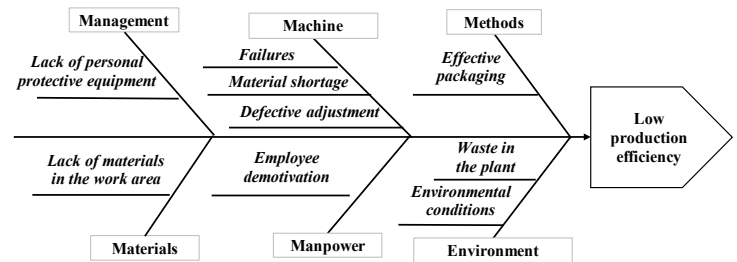 Management
Machine
Methods
Lack of personal
protective equipment
Failures
Material shortage
Defective adjustment
Effective
packaging
Low
production
efficiency
Lack of materials
in the work area
Employee
demotivation
Waste in
the plant
Environmental
conditions
Materials
Manpower
Environment